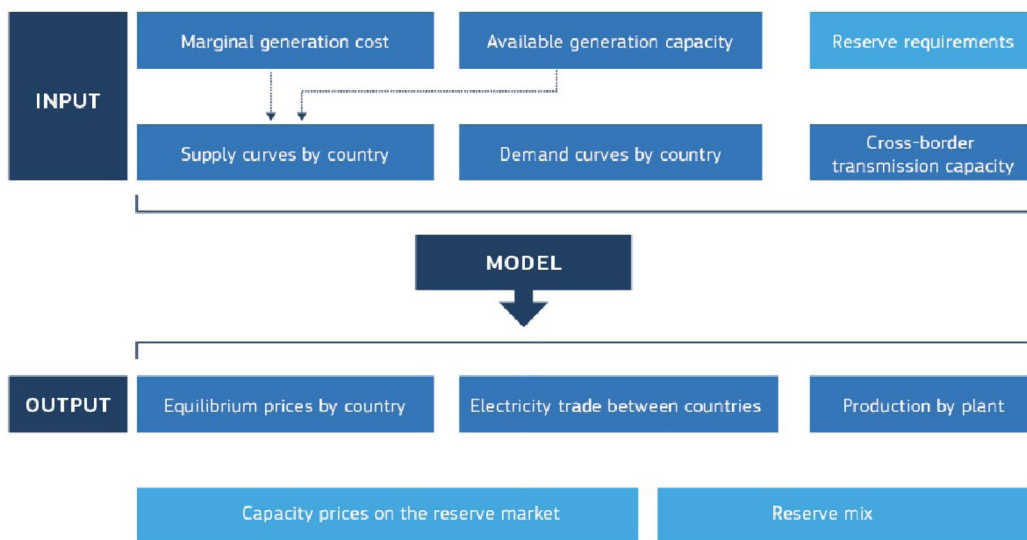 Marginal generation cost
Available generation capacity
Reserve requirements
INPUT
Supply curves by country
Demand curves by country
Cross-border
transmission capacity
MODEL
OUTPUT
Equilibrium prices by country
Electricity trade between countries
Production by plant
Capacity prices on the reserve market
Reserve mix